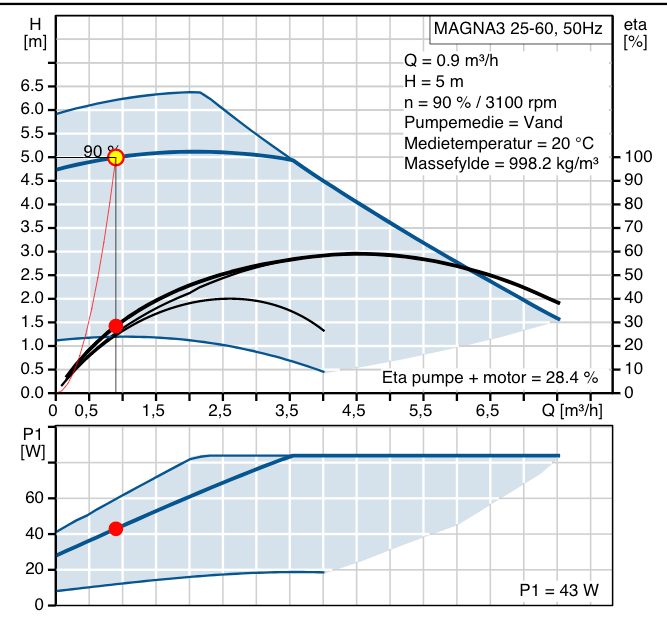 H
[m]
MAGNA3 25-60, 50Hz
eta
[%]
Q = 0.9 m³/h
H = 5 m
n = 90 % / 3100 rpm
Pumpemedie = Vand
Medietemperatur = 20 °C
Massefylde = 998.2 kg/m³
6.5
6.0
5.5
5.0
4.5
4.0
3.5
3.0
2.5
2.0
1.5
1.0
0.5
0.0
90 %
100
90
80
70
60
50
40
30
20
10
0
Eta pumpe + motor = 28.4 %
0 0,5 1,5 2,5 3,5 4,5 5,5 6,5 Q [m³/h]
P1
[W]
60
40
20
0
P1 = 43 W